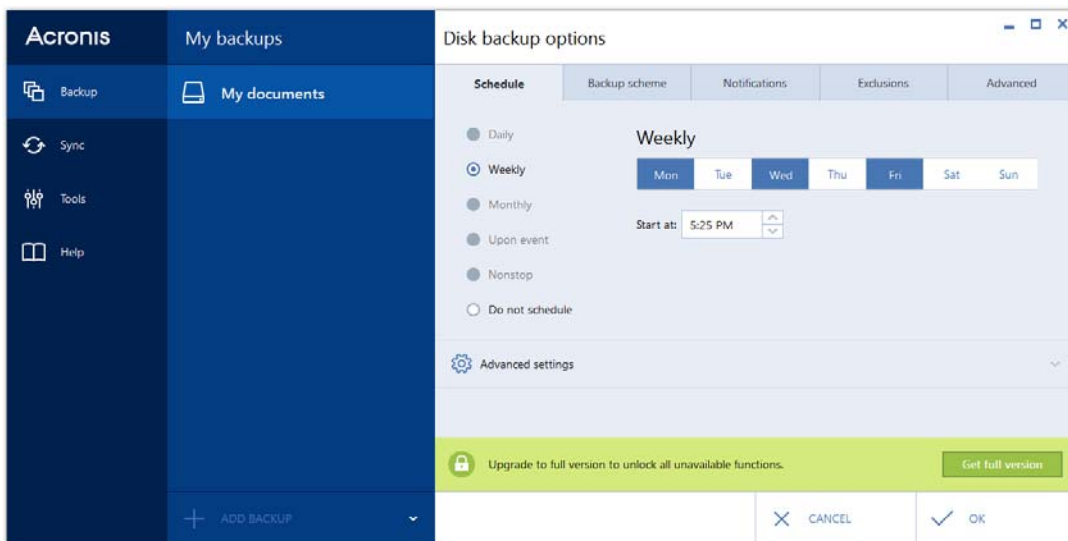 Acronis
Backup
Sync
Tools
Help
My backups
My documents
ADD BACKUP
Disk backup options
Schedule
Backup scheme
Notifications
Exclusions
Advanced
Daily
Weekly
Monthly
Upon event
Nonstop
Do not schedule
Weekly
Mon Tue Wed Thu Fri Sat Sun
Start at: 5:25 PM
Advanced settings
Upgrade to full version to unlock all unavailable functions.
Get full version
CANCEL
OK